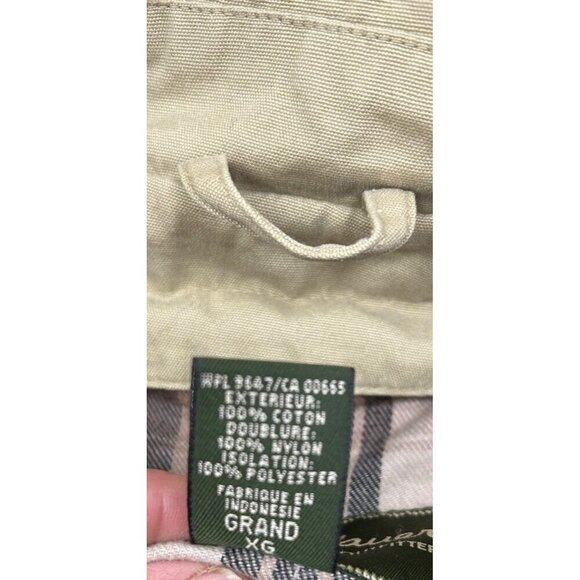 WPL 9647/CA 00665
EXTERIEUR:
100% COTON
DOUBLURE:
100% NYLON
ISOLATION:
100% POLYESTER
FABRIQUE EN
INDONESIE
GRAND
XG